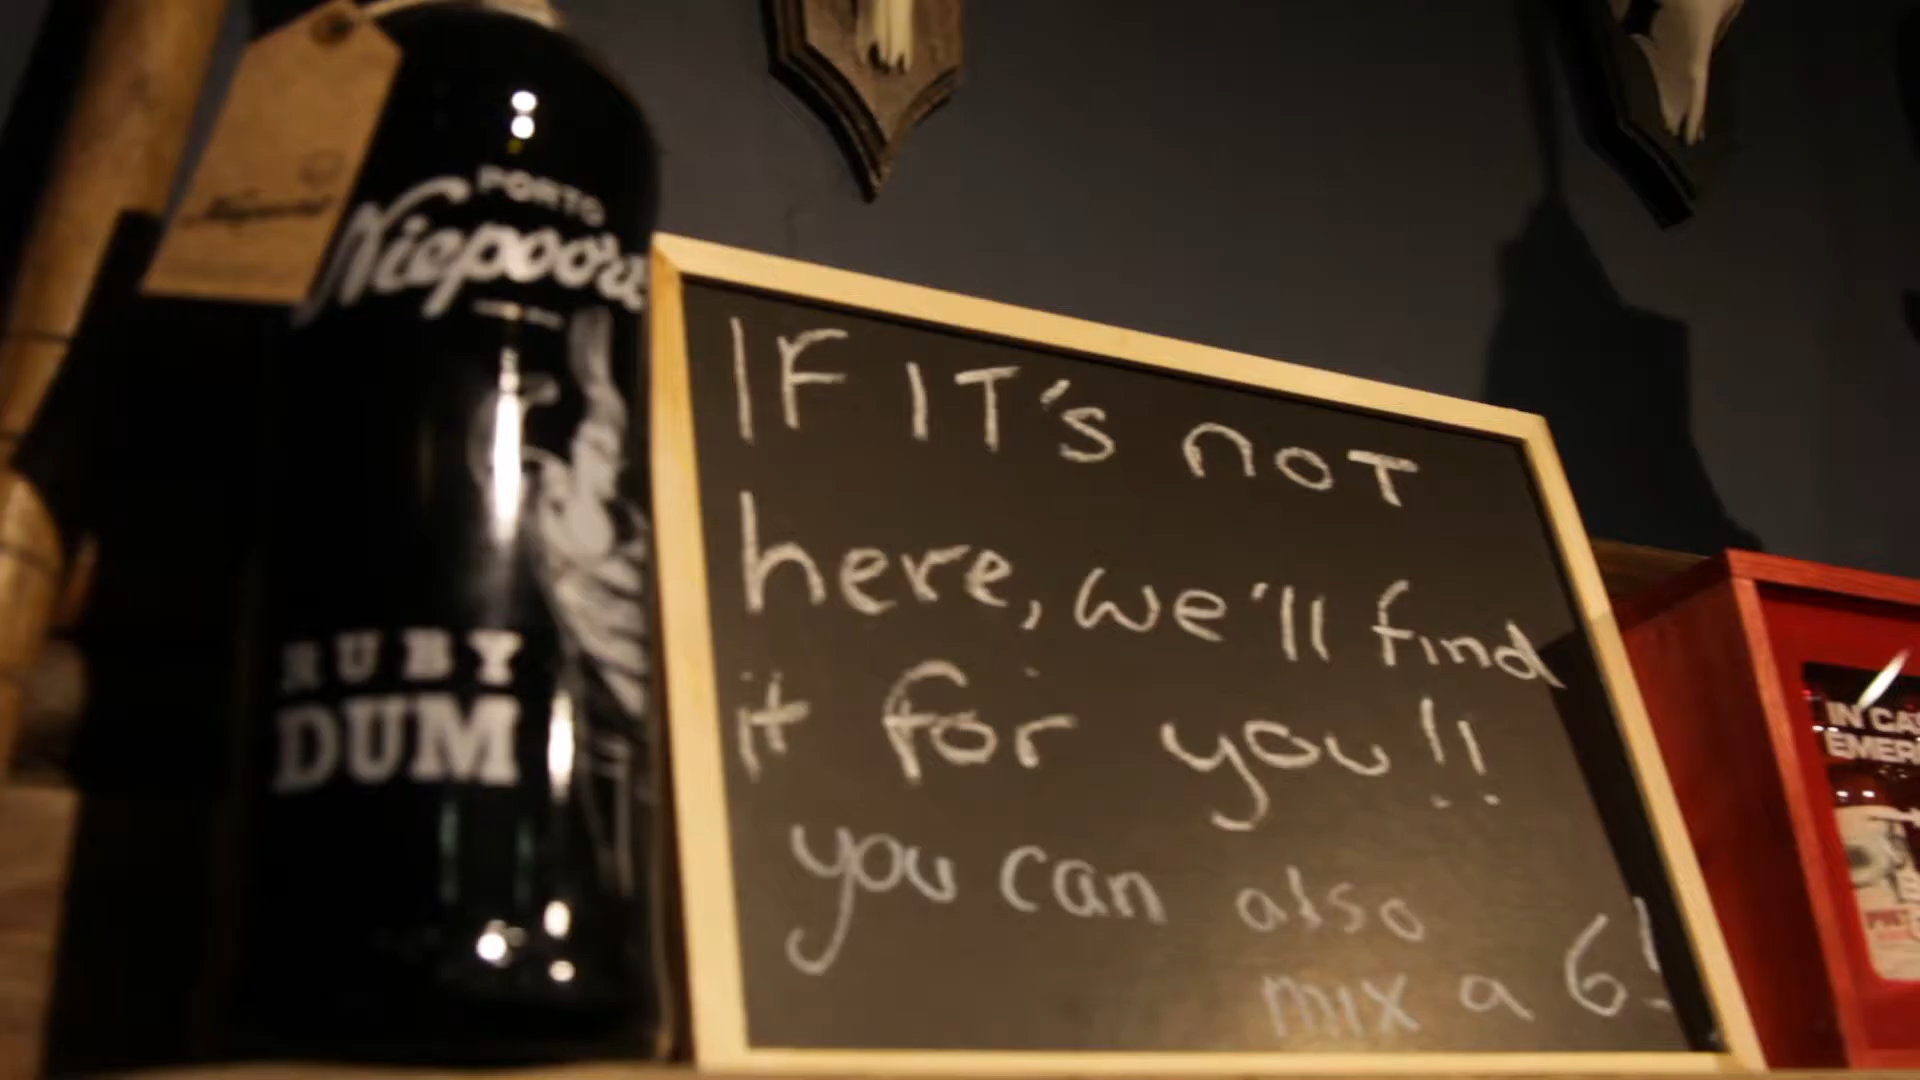 PORTO
Niepoort
RUBY
DUM
IF IT's noT
here, we'll find
it for you!!
you can also
mix a 6!
IN CA
EMER